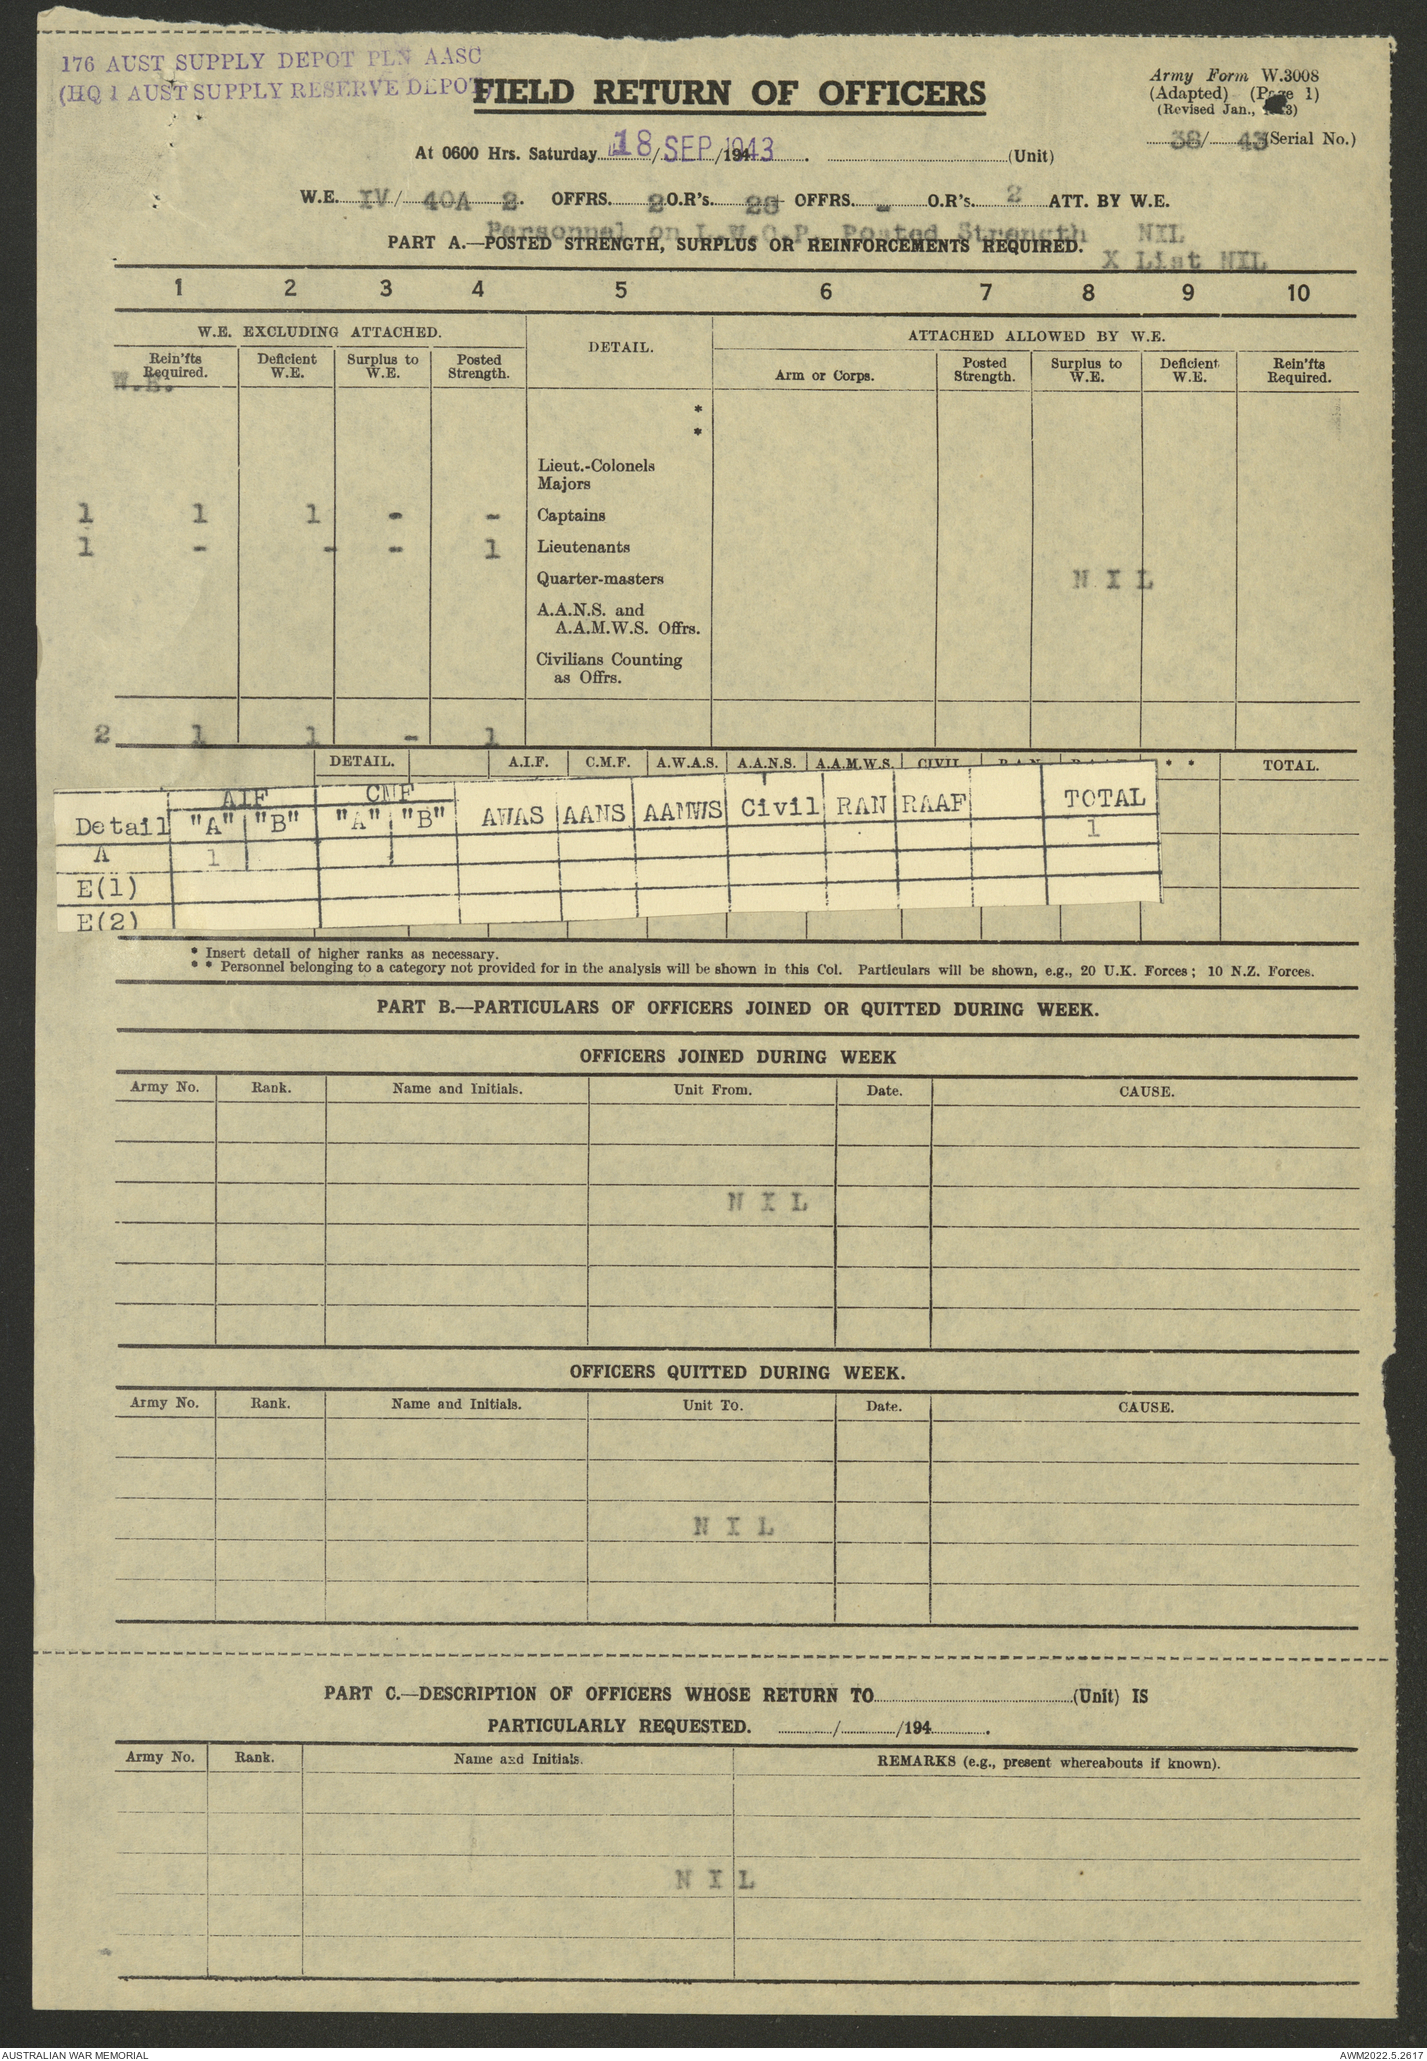 176 AUST SUPPLY DEPOT PLN AASC
(HQ 1 AUST SUPPLY RESERVE DEPOT
FIELD RETURN OF OFFICERS
Army Form W.3008
(Adapted) (Page 1)
(Revised Jan.,
38/ 43 (Serial No.)
At 0600 Hrs. Saturday 18/SEP/1943. (Unit)
W.E. IV/ 40A 2. OFFRS. 2 O.R's. 28 OFFRS. - O.R's. 2 ATT. BY W.E.
Personnel on L.W.O.P. Posted Strength NIL
PART A.—POSTED STRENGTH, SURPLUS OR REINFORCEMENTS REQUIRED.
X List NIL
1 2 3 4 5 6 7 8 9 10
W.E. EXCLUDING ATTACHED. DETAIL. ATTACHED ALLOWED BY W.E.
Rein'fts Required. Deficient W.E. Surplus to W.E. Posted Strength. Arm or Corps. Posted Strength. Surplus to W.E. Deficient W.E. Rein'fts Required.
W.E.
*
*
Lieut.-Colonels
Majors
1 1 1 - - Captains
1 - - - 1 Lieutenants
Quarter-masters
N I L
A.A.N.S. and
A.A.M.W.S. Offrs.
Civilians Counting
as Offrs.
2 1 1 - 1
DETAIL. A.I.F. C.M.F. A.W.A.S. A.A.N.S. A.A.M.W.S. CIVIL * * TOTAL.
AIF CMF
Detail "A" "B" "A" "B" AWAS AANS AAMWS Civil RAN RAAF TOTAL
A 1 1
E(1)
E(2)
* Insert detail of higher ranks as necessary.
* * Personnel belonging to a category not provided for in the analysis will be shown in this Col. Particulars will be shown, e.g., 20 U.K. Forces; 10 N.Z. Forces.
PART B.—PARTICULARS OF OFFICERS JOINED OR QUITTED DURING WEEK.
OFFICERS JOINED DURING WEEK
Army No. Rank. Name and Initials. Unit From. Date. CAUSE.
N I L
OFFICERS QUITTED DURING WEEK.
Army No. Rank. Name and Initials. Unit To. Date. CAUSE.
N I L
PART C.—DESCRIPTION OF OFFICERS WHOSE RETURN TO (Unit) IS
PARTICULARLY REQUESTED. / /194 .
Army No. Rank. Name and Initials. REMARKS (e.g., present whereabouts if known).
N I L
AUSTRALIAN WAR MEMORIAL AWM2022.5.2617